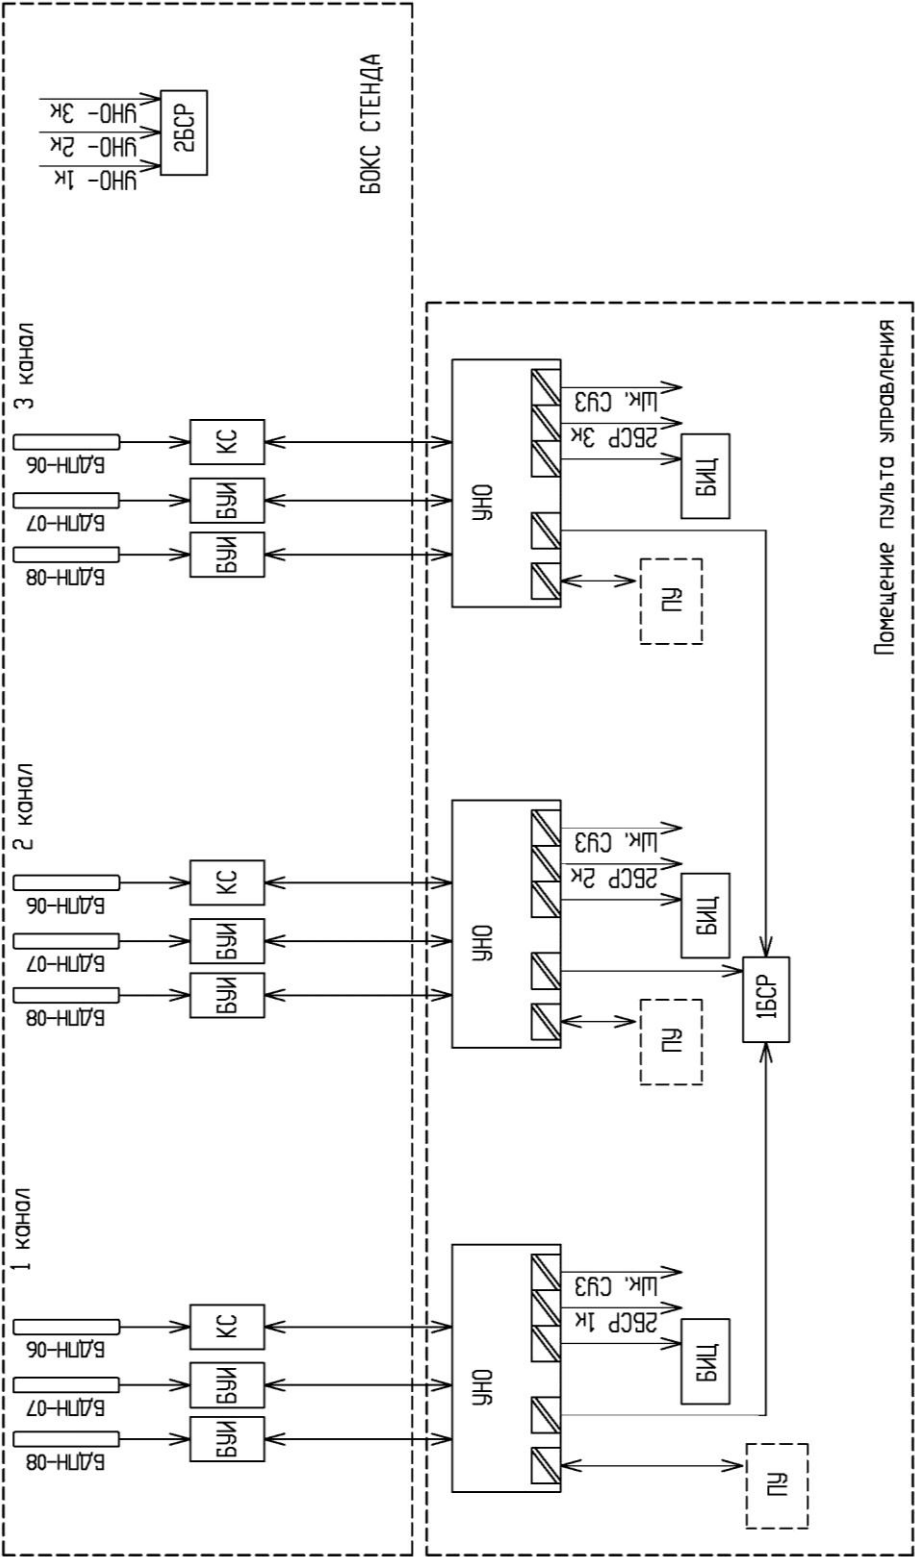 1 канал
2 канал
3 канал
БДПН-08
БДПН-07
БДПН-06
БДПН-08
БДПН-07
БДПН-06
БДПН-08
БДПН-07
БДПН-06
УНО-1к
УНО-2к
УНО-3к
2БСР
БУИ
БУИ
КС
БУИ
БУИ
КС
БУИ
БУИ
КС
БОКС СТЕНДА
УНО
УНО
УНО
2БСР 1к
шк. СУЗ
2БСР 2к
шк. СУЗ
2БСР 3к
шк. СУЗ
ПУ
БИЦ
ПУ
БИЦ
ПУ
БИЦ
1БСР
Помещение пульта управления